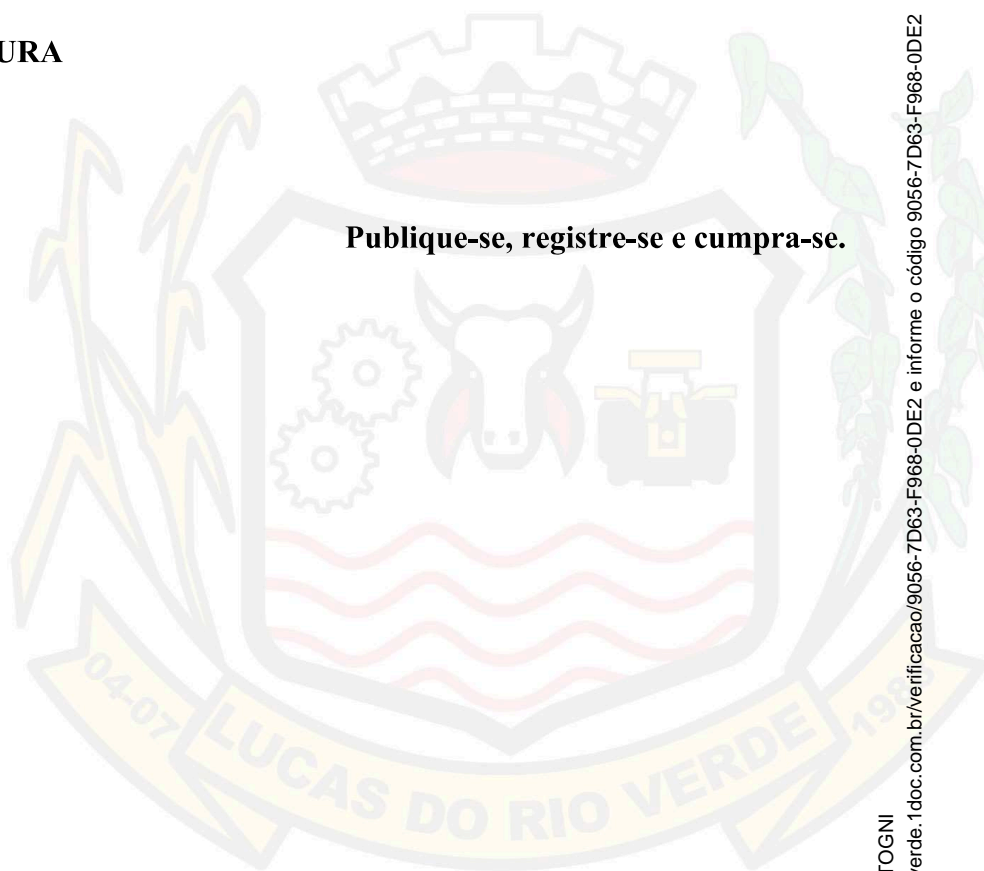 URA
Publique-se, registre-se e cumpra-se.
04-07
LUCAS DO RIO VERDE
TOGNI
verde.1doc.com.br/verificacao/9056-7D63-F968-0DE2 e informe o código 9056-7D63-F968-0DE2